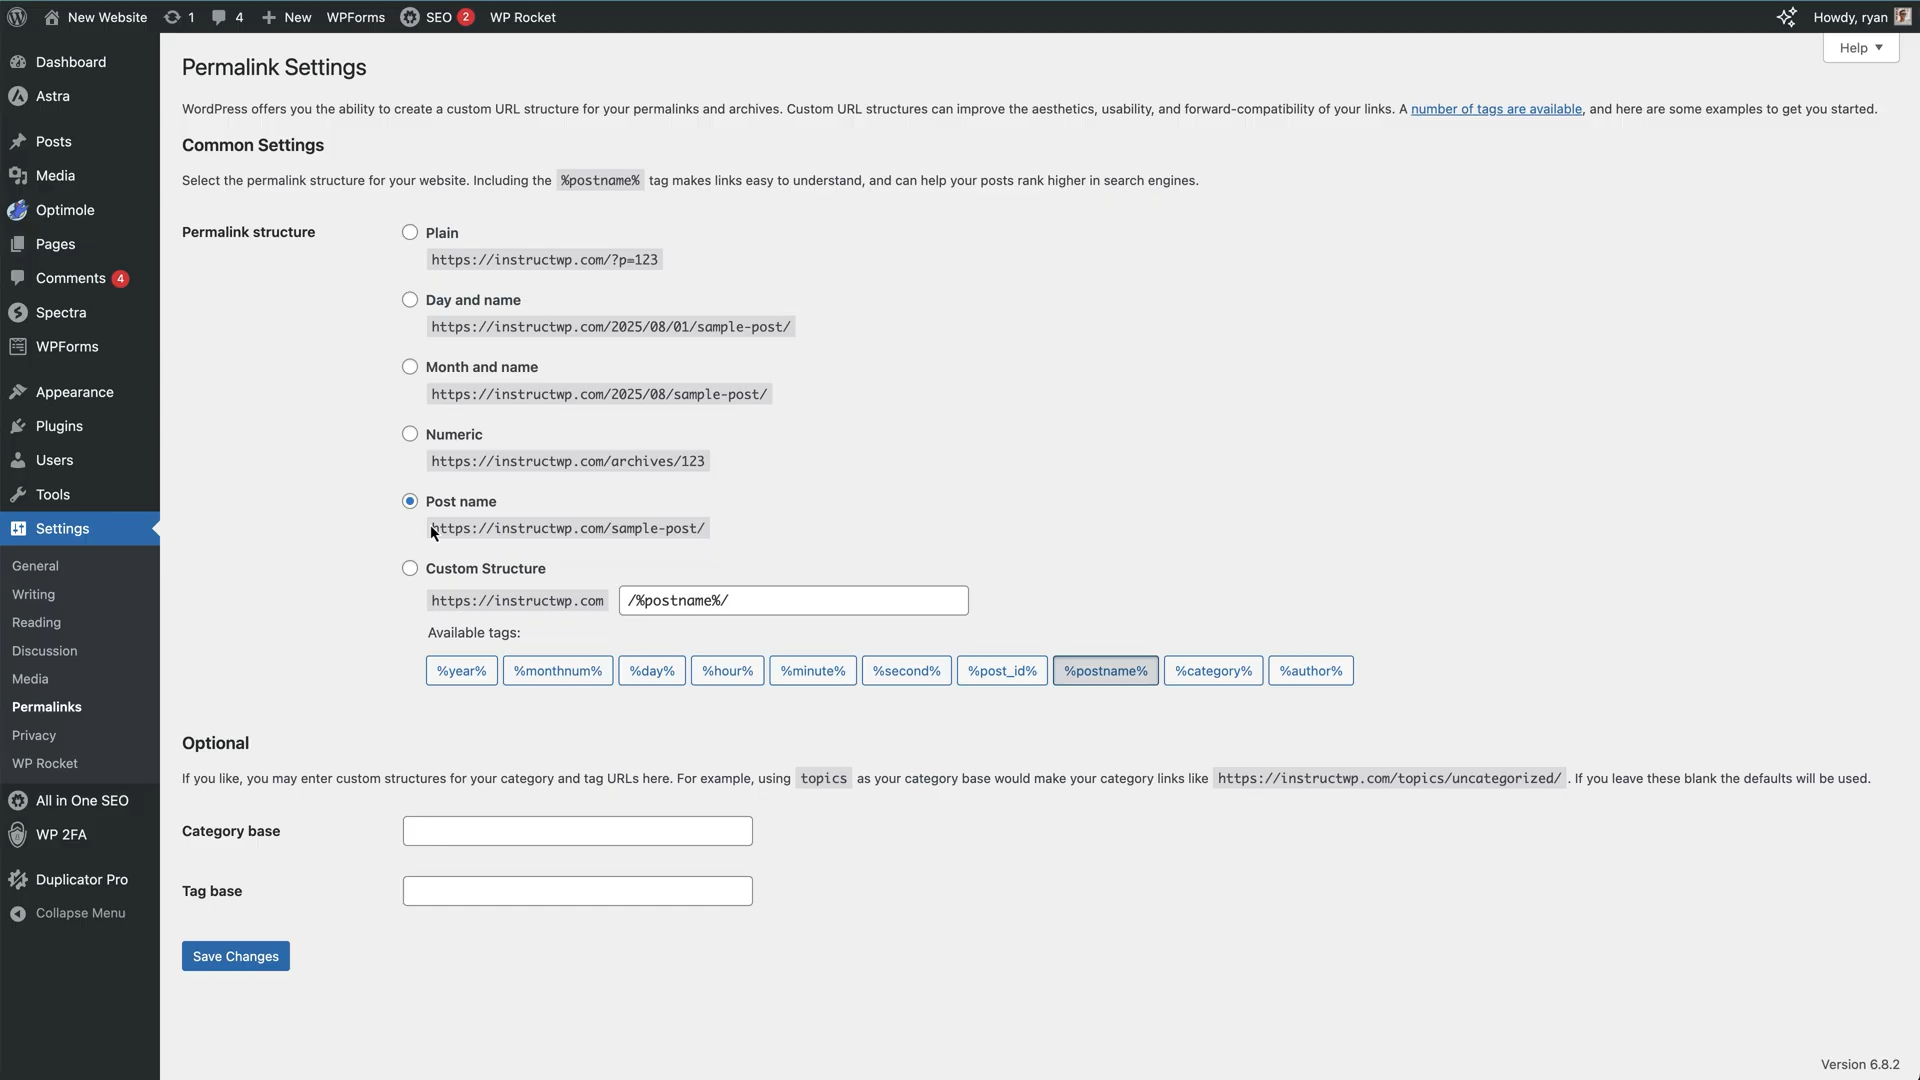 New Website 1 4 New WPForms SEO 2 WP Rocket Howdy, ryan
Help
Dashboard
Astra
Posts
Media
Optimole
Pages
Comments 4
Spectra
WPForms
Appearance
Plugins
Users
Tools
Settings
General
Writing
Reading
Discussion
Media
Permalinks
Privacy
WP Rocket
All in One SEO
WP 2FA
Duplicator Pro
Collapse Menu
Permalink Settings
WordPress offers you the ability to create a custom URL structure for your permalinks and archives. Custom URL structures can improve the aesthetics, usability, and forward-compatibility of your links. A number of tags are available, and here are some examples to get you started.
Common Settings
Select the permalink structure for your website. Including the %postname% tag makes links easy to understand, and can help your posts rank higher in search engines.
Permalink structure
Plain
https://instructwp.com/?p=123
Day and name
https://instructwp.com/2025/08/01/sample-post/
Month and name
https://instructwp.com/2025/08/sample-post/
Numeric
https://instructwp.com/archives/123
Post name
https://instructwp.com/sample-post/
Custom Structure
https://instructwp.com /%postname%/
Available tags:
%year% %monthnum% %day% %hour% %minute% %second% %post_id% %postname% %category% %author%
Optional
If you like, you may enter custom structures for your category and tag URLs here. For example, using topics as your category base would make your category links like https://instructwp.com/topics/uncategorized/ . If you leave these blank the defaults will be used.
Category base
Tag base
Save Changes
Version 6.8.2